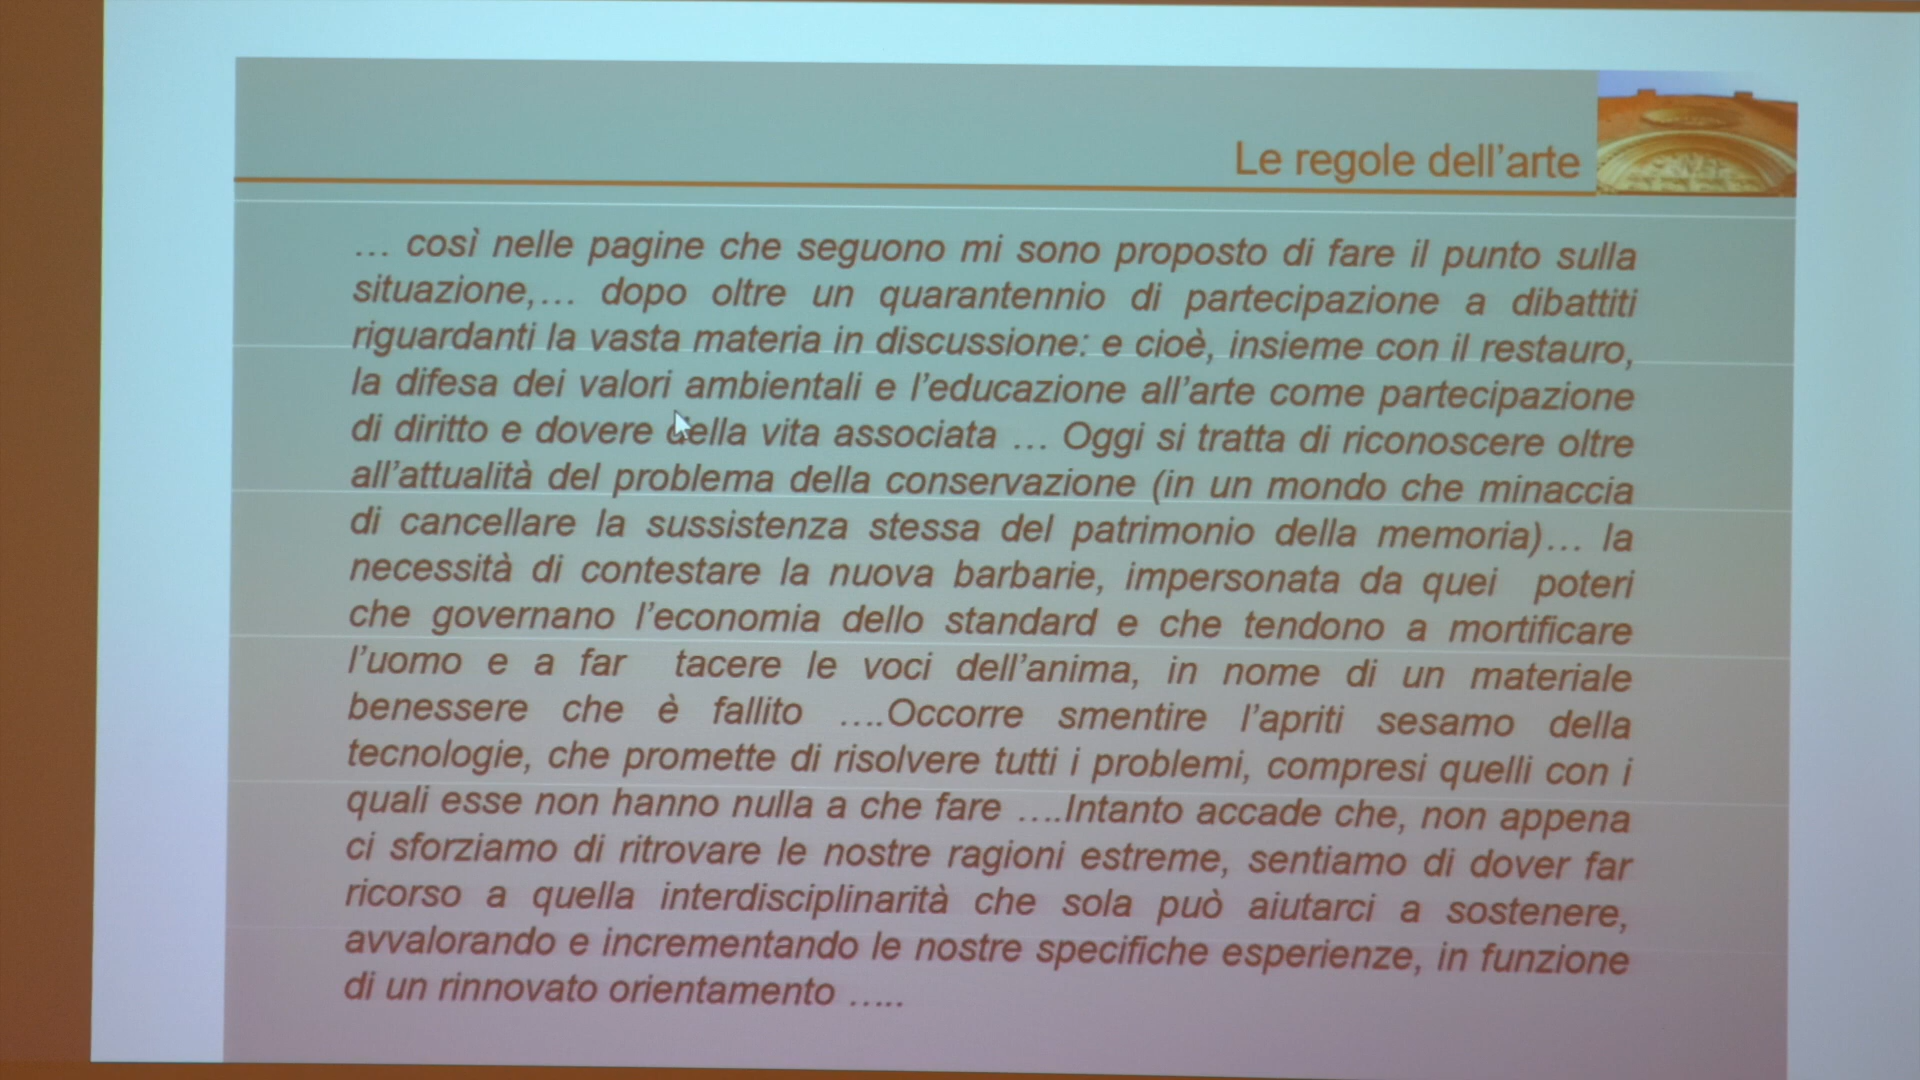 Le regole dell'arte
… così nelle pagine che seguono mi sono proposto di fare il punto sulla
situazione,… dopo oltre un quarantennio di partecipazione a dibattiti
riguardanti la vasta materia in discussione: e cioè, insieme con il restauro,
la difesa dei valori ambientali e l'educazione all'arte come partecipazione
di diritto e dovere della vita associata … Oggi si tratta di riconoscere oltre
all'attualità del problema della conservazione (in un mondo che minaccia
di cancellare la sussistenza stessa del patrimonio della memoria)… la
necessità di contestare la nuova barbarie, impersonata da quei poteri
che governano l'economia dello standard e che tendono a mortificare
l'uomo e a far tacere le voci dell'anima, in nome di un materiale
benessere che è fallito ….Occorre smentire l'apriti sesamo della
tecnologie, che promette di risolvere tutti i problemi, compresi quelli con i
quali esse non hanno nulla a che fare ….Intanto accade che, non appena
ci sforziamo di ritrovare le nostre ragioni estreme, sentiamo di dover far
ricorso a quella interdisciplinarità che sola può aiutarci a sostenere,
avvalorando e incrementando le nostre specifiche esperienze, in funzione
di un rinnovato orientamento …..